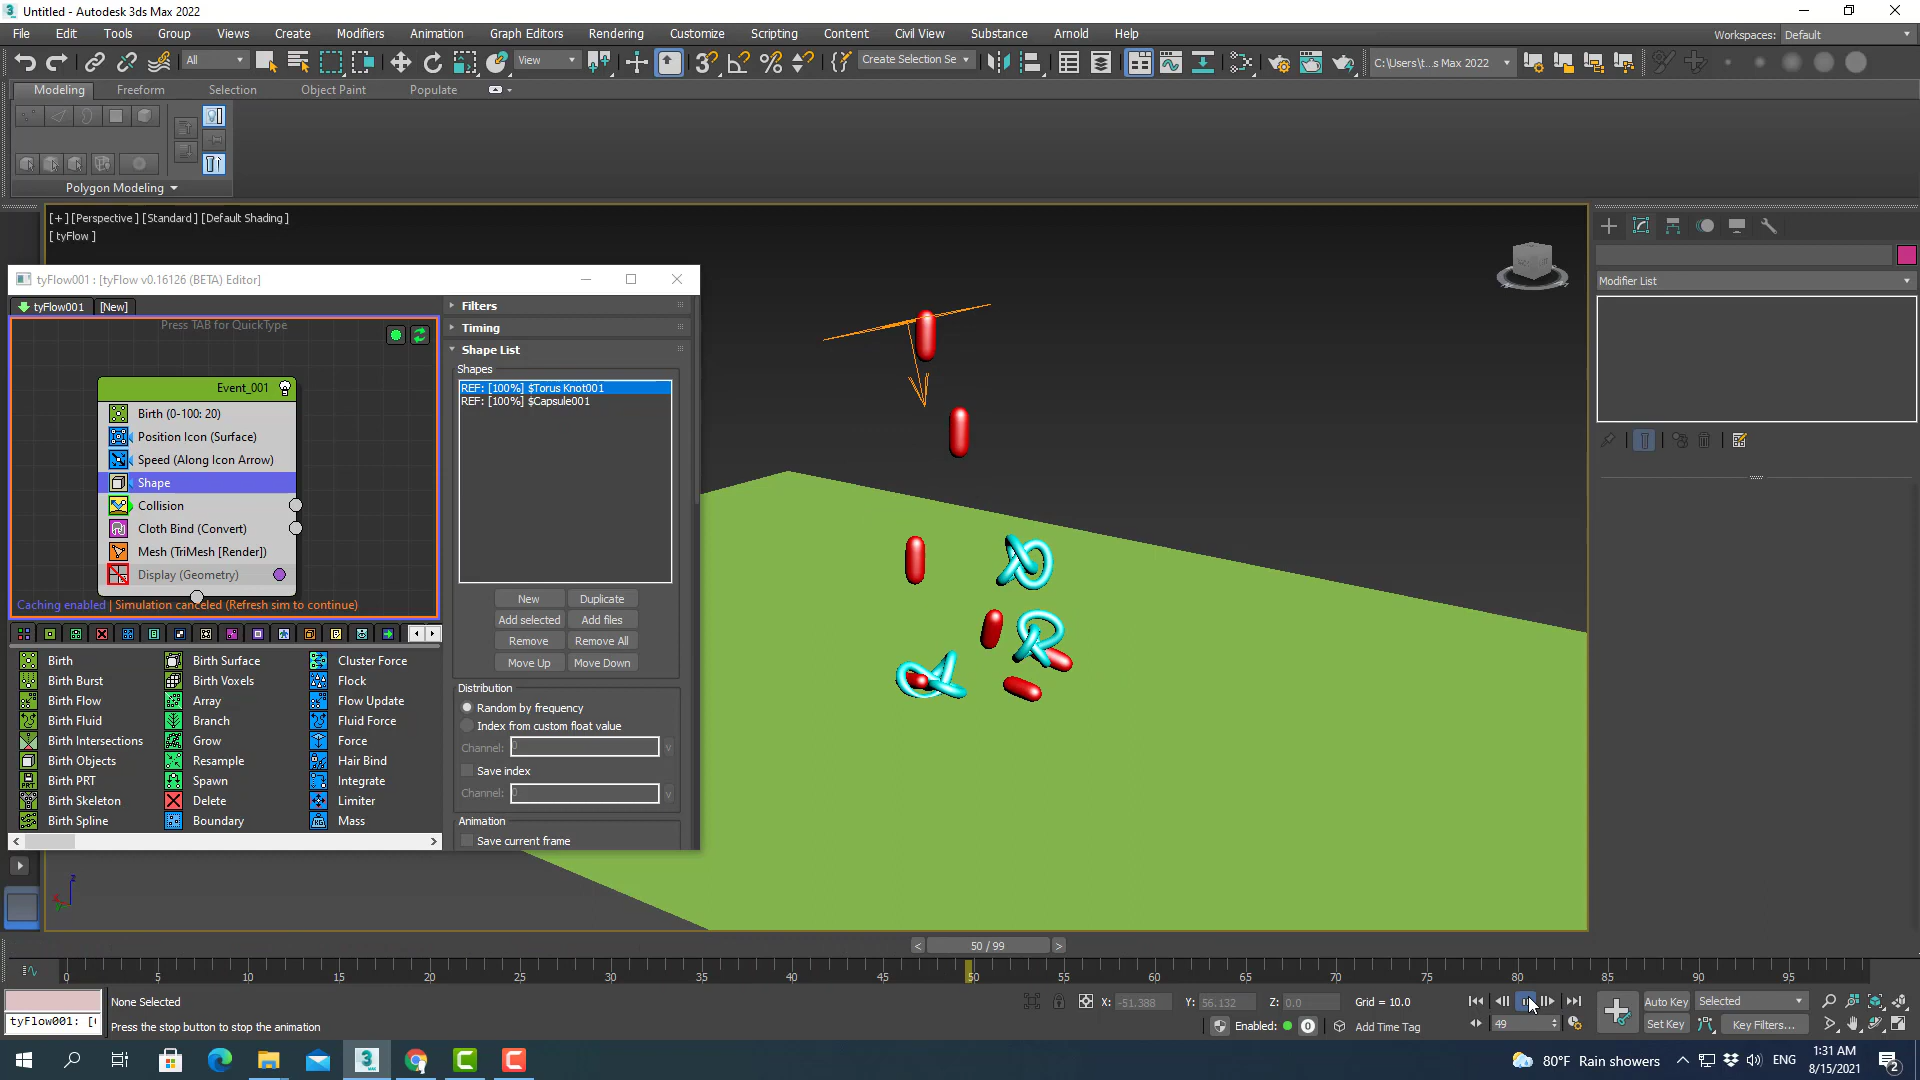 Untitled - Autodesk 3ds Max 2022
File Edit Tools Group Views Create Modifiers Animation Graph Editors Rendering Customize Scripting Content Civil View Substance Arnold Help
Workspaces: Default
All View Create Selection Se C:\Users\t...s Max 2022
Modeling Freeform Selection Object Paint Populate
Polygon Modeling
[+] [Perspective ] [Standard ] [Default Shading ]
[ tyFlow ]
Modifier List
tyFlow001 : [tyFlow v0.16126 (BETA) Editor]
tyFlow001 [New]
Press TAB for QuickType
Event_001
Birth (0-100: 20)
Position Icon (Surface)
Speed (Along Icon Arrow)
Shape
Collision
Cloth Bind (Convert)
Mesh (TriMesh [Render])
Display (Geometry)
Caching enabled | Simulation canceled (Refresh sim to continue)
Birth Birth Surface Cluster Force
Birth Burst Birth Voxels Flock
Birth Flow Array Flow Update
Birth Fluid Branch Fluid Force
Birth Intersections Grow Force
Birth Objects Resample Hair Bind
Birth PRT Spawn Integrate
Birth Skeleton Delete Limiter
Birth Spline Boundary Mass
Filters
Timing
Shape List
Shapes
REF: [100%] $Torus Knot001
REF: [100%] $Capsule001
New Duplicate
Add selected Add files
Remove Remove All
Move Up Move Down
Distribution
Random by frequency
Index from custom float value
Channel: 0
Save index
Channel: 0
Animation
Save current frame
50 / 99
0 5 10 15 20 25 30 35 40 45 50 55 60 65 70 75 80 85 90 95
None Selected
X: -51.388 Y: 56.132 Z: 0.0 Grid = 10.0
Auto Key Selected
tyFlow001: [
Press the stop button to stop the animation
Enabled: 0 Add Time Tag
49
Set Key Key Filters...
80°F Rain showers
ENG
1:31 AM
8/15/2021
2